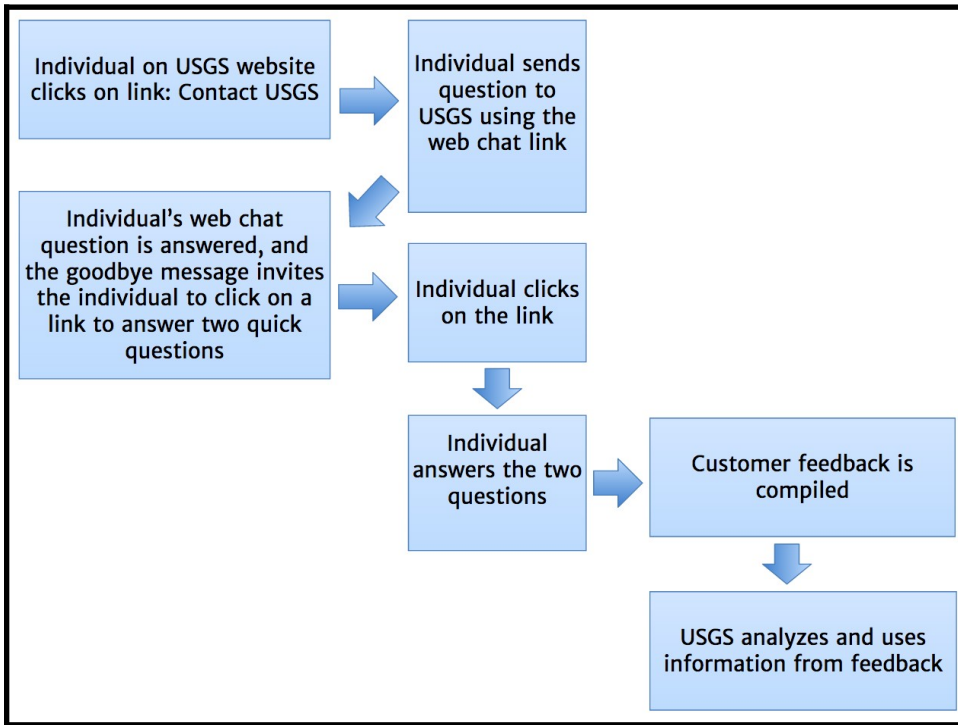 Individual on USGS website
clicks on link: Contact USGS
Individual sends
question to
USGS using the
web chat link
Individual’s web chat
question is answered, and
the goodbye message invites
the individual to click on a
link to answer two quick
questions
Individual clicks
on the link
Individual
answers the two
questions
Customer feedback is
compiled
USGS analyzes and uses
information from feedback